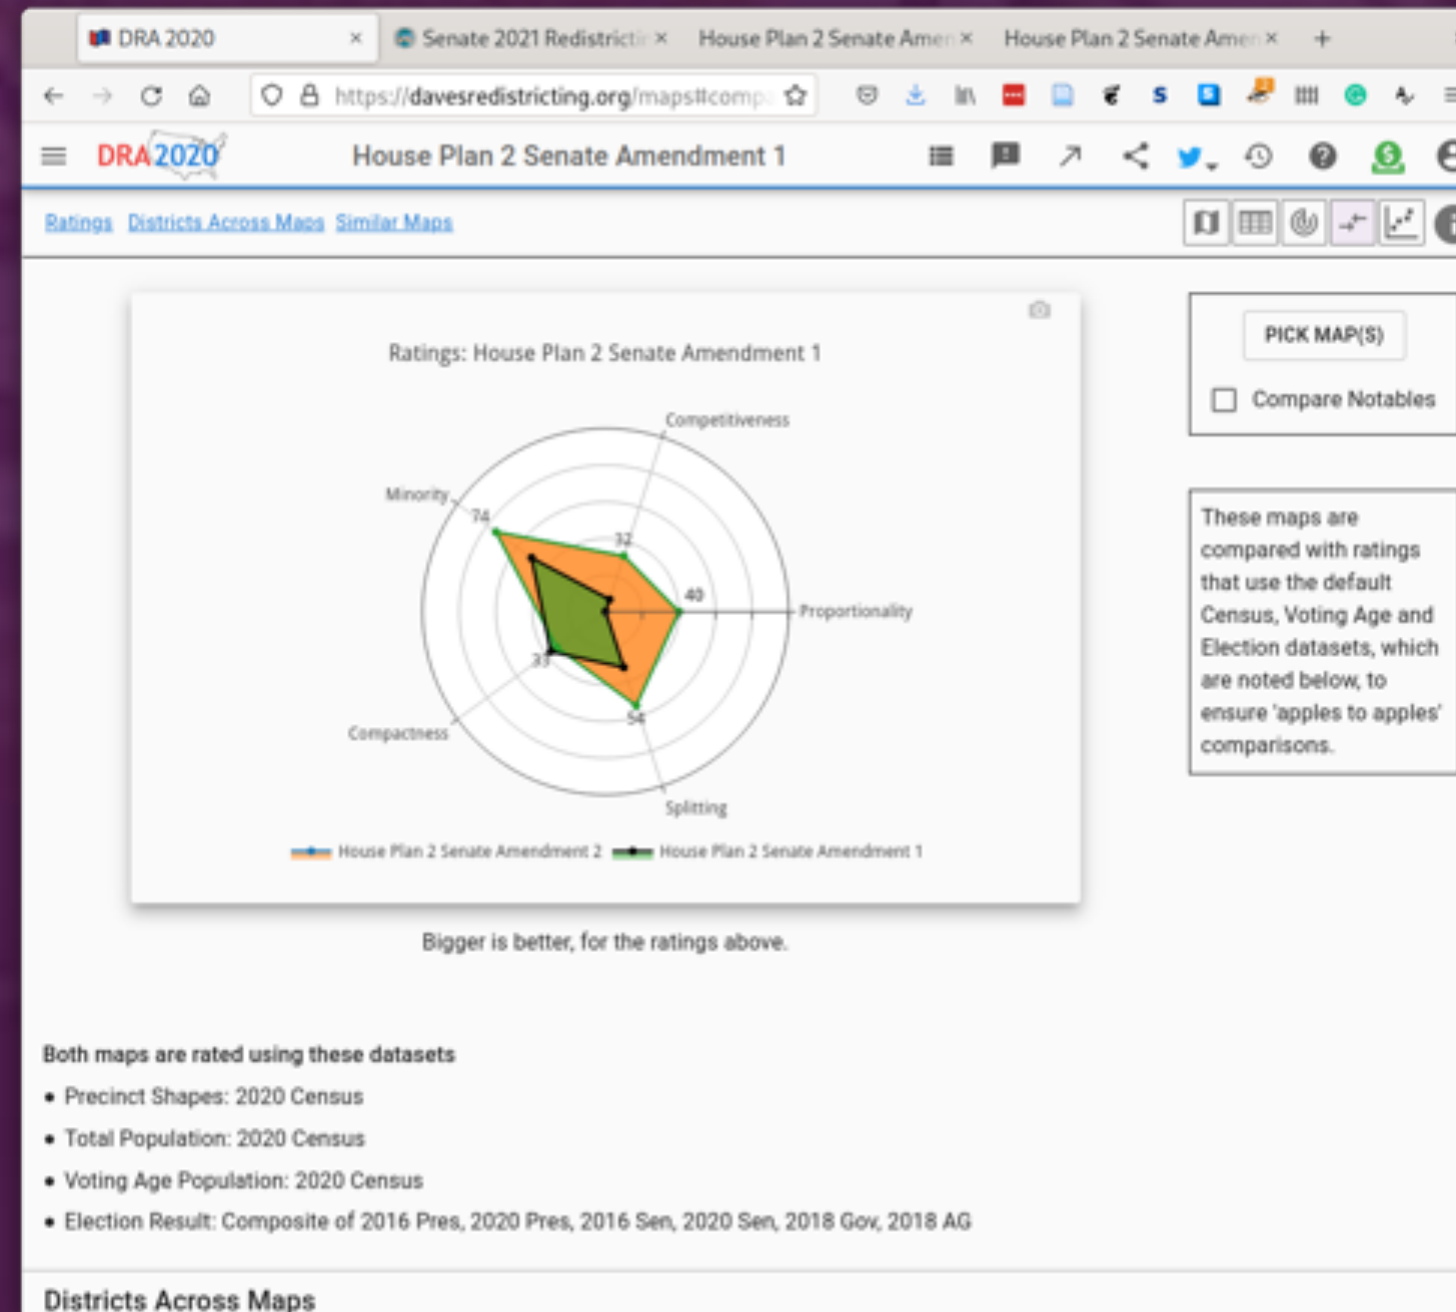 DRA 2020
Senate 2021 Redistricti
House Plan 2 Senate Amen
House Plan 2 Senate Amen
https://davesredistricting.org/maps#compa
DRA2020
House Plan 2 Senate Amendment 1
Ratings Districts Across Maps Similar Maps
PICK MAP(S)
Compare Notables
These maps are
compared with ratings
that use the default
Census, Voting Age and
Election datasets, which
are noted below, to
ensure 'apples to apples'
comparisons.
Ratings: House Plan 2 Senate Amendment 1
Competitiveness
Minority
74
32
40
Proportionality
33
Compactness
54
Splitting
House Plan 2 Senate Amendment 2
House Plan 2 Senate Amendment 1
Bigger is better, for the ratings above.
Both maps are rated using these datasets
• Precinct Shapes: 2020 Census
• Total Population: 2020 Census
• Voting Age Population: 2020 Census
• Election Result: Composite of 2016 Pres, 2020 Pres, 2016 Sen, 2020 Sen, 2018 Gov, 2018 AG
Districts Across Maps